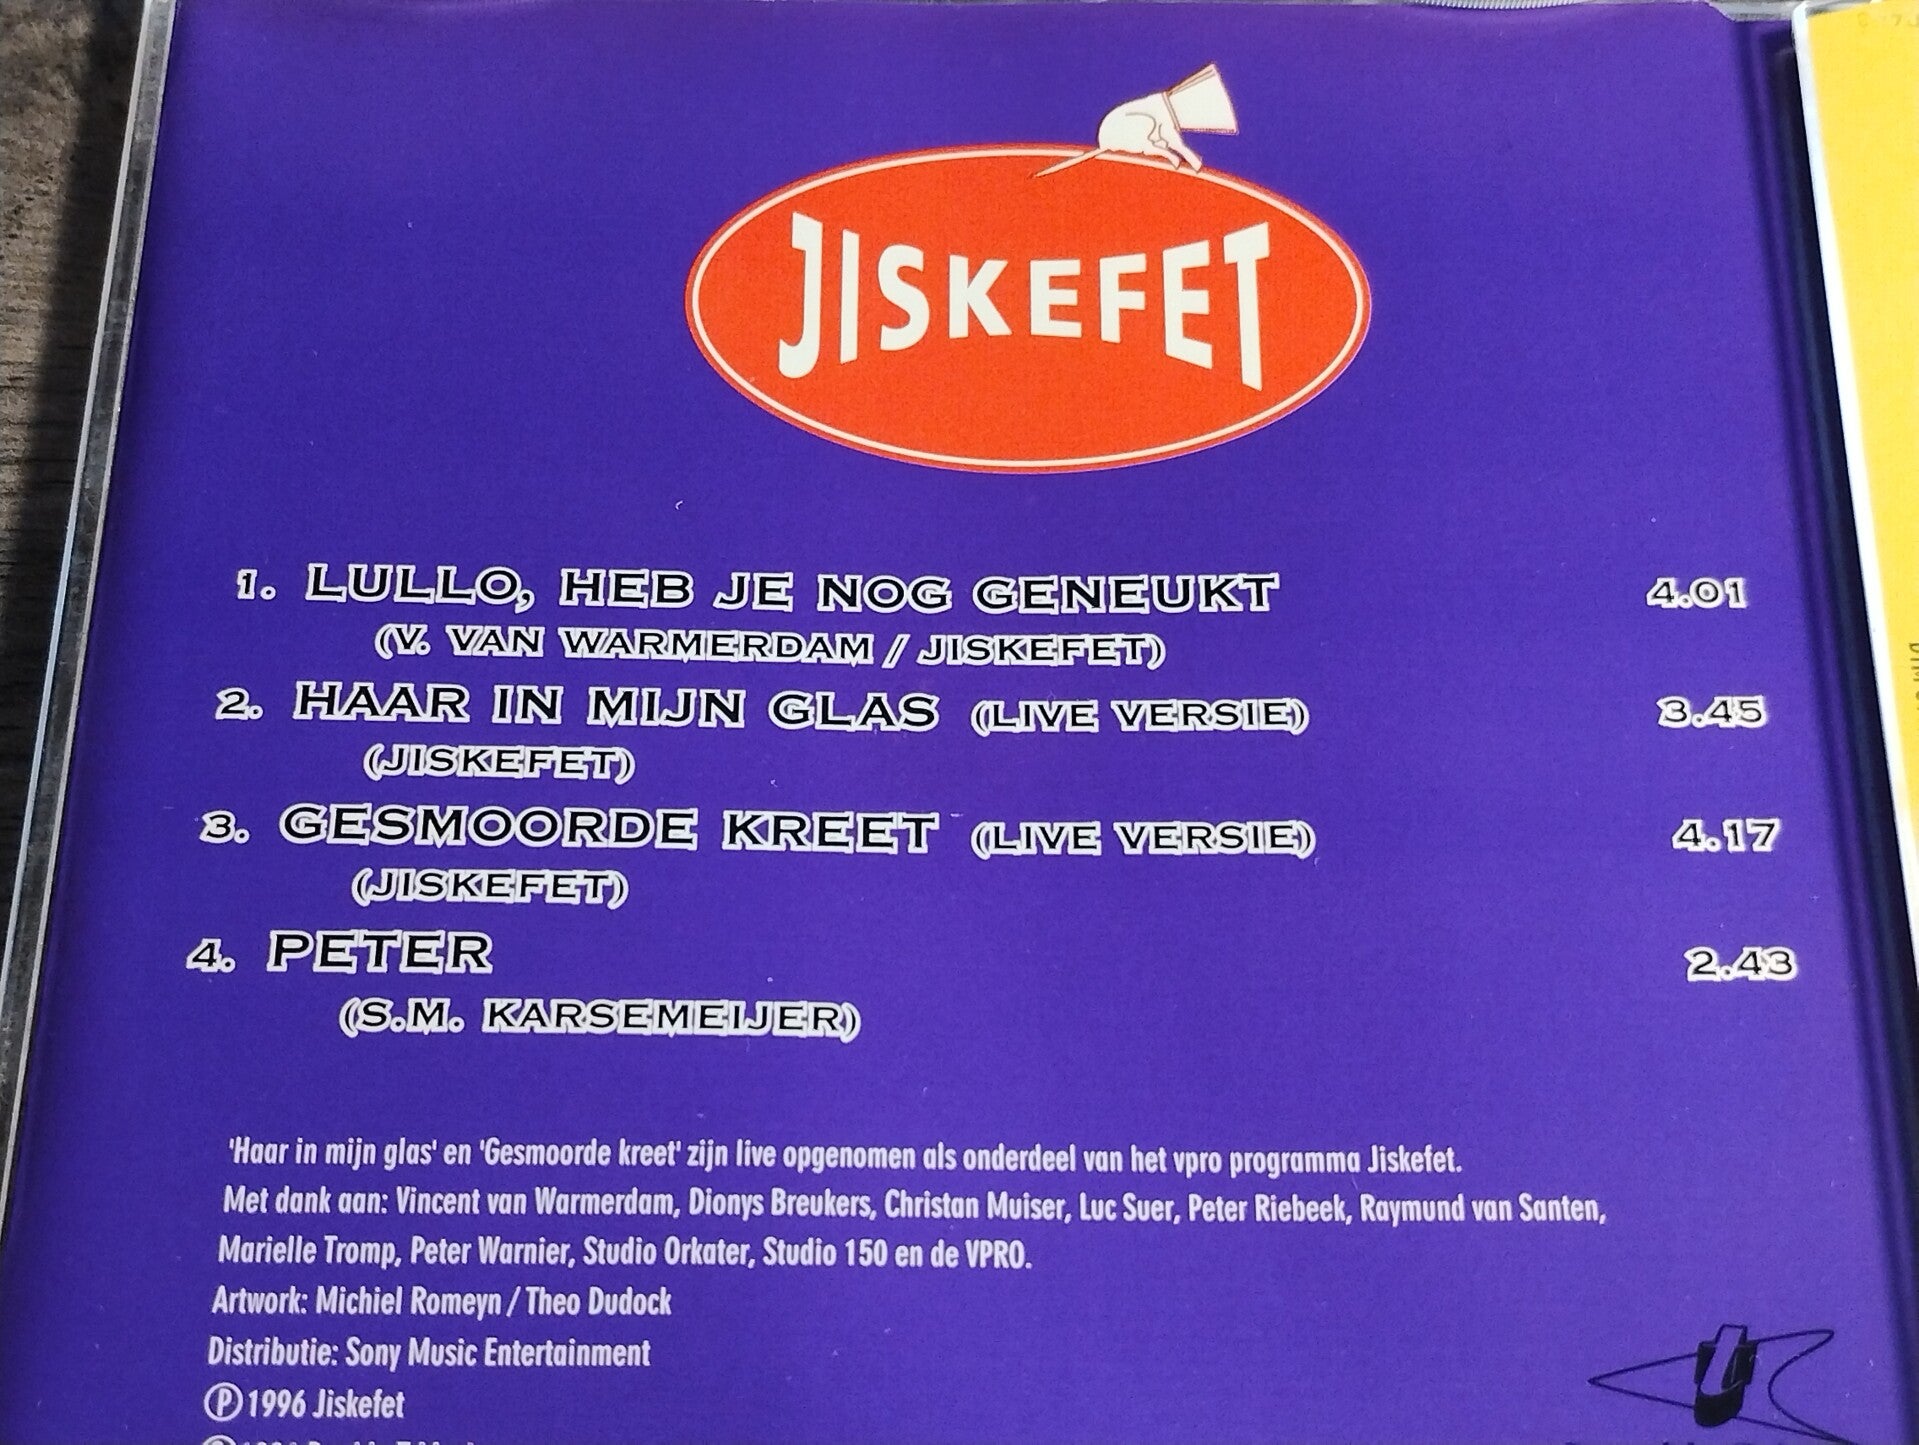 JISKEFET
1. LULLO, HEB JE NOG GENEUKT 4.01
(V. VAN WARMERDAM / JISKEFET)
2. HAAR IN MIJN GLAS (LIVE VERSIE) 3.45
(JISKEFET)
3. GESMOORDE KREET (LIVE VERSIE) 4.17
(JISKEFET)
4. PETER 2.43
(S.M. KARSEMEIJER)
'Haar in mijn glas' en 'Gesmoorde kreet' zijn live opgenomen als onderdeel van het vpro programma Jiskefet.
Met dank aan: Vincent van Warmerdam, Dionys Breukers, Christan Muiser, Luc Suer, Peter Riebeek, Raymund van Santen,
Marielle Tromp, Peter Warnier, Studio Orkater, Studio 150 en de VPRO.
Artwork: Michiel Romeyn / Theo Dudock
Distributie: Sony Music Entertainment
Ⓟ 1996 Jiskefet